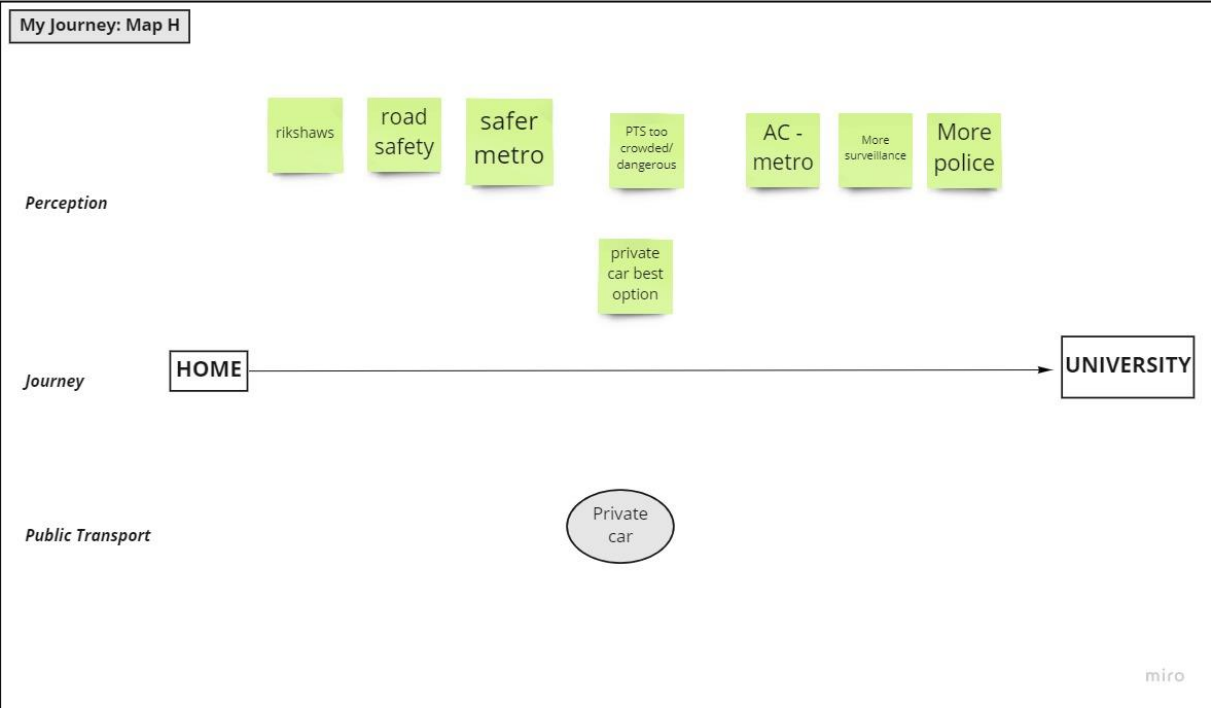 My Journey: Map H
rikshaws
road
safety
safer
metro
PTS too
crowded/
dangerous
AC -
metro
More
surveillance
More
police
Perception
private
car best
option
Journey
HOME
UNIVERSITY
Public Transport
Private
car
miro